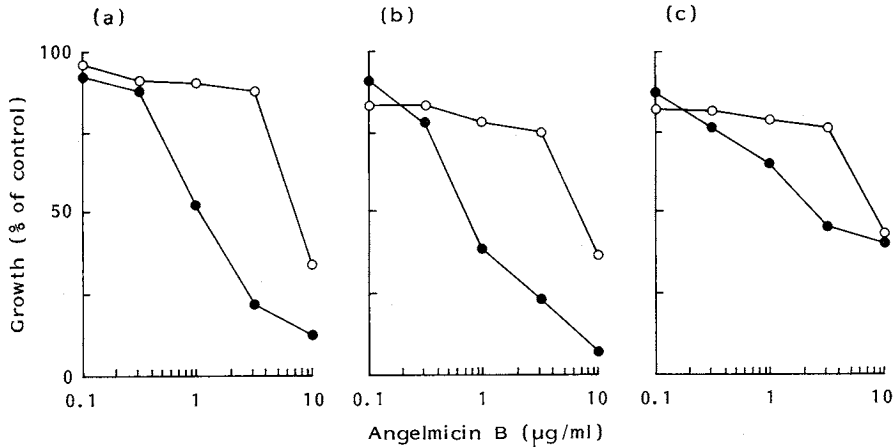 (a)
(b)
(c)
100
50
0
Growth (% of control)
0.1 1 10
0.1 1 10
0.1 1 10
Angelmicin B (µg/ml)